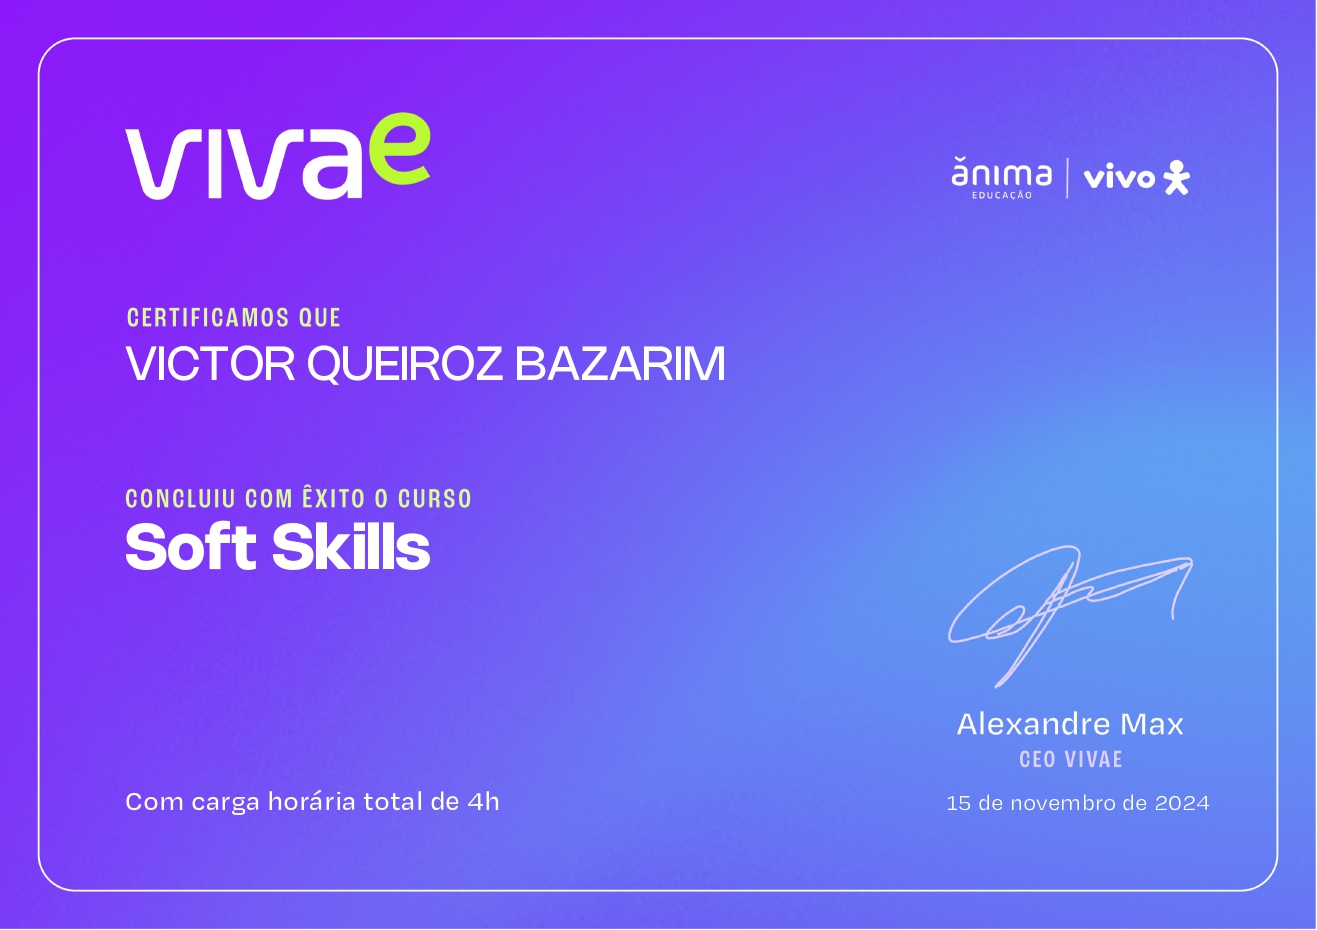 vivae
ănima
EDUCAÇÃO
vivo
CERTIFICAMOS QUE
VICTOR QUEIROZ BAZARIM
CONCLUIU COM ÊXITO O CURSO
Soft Skills
Alexandre Max
CEO VIVAE
Com carga horária total de 4h
15 de novembro de 2024